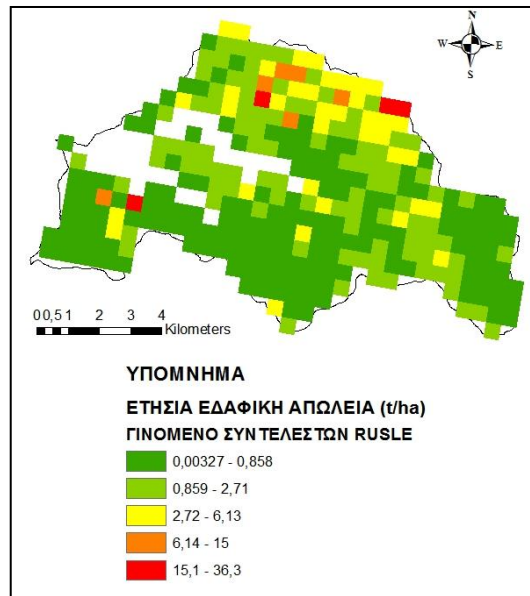 N
W E
S
0 0,5 1 2 3 4
Kilometers
ΥΠΟΜΝΗΜΑ
ΕΤΗΣΙΑ ΕΔΑΦΙΚΗ ΑΠΩΛΕΙΑ (t/ha)
ΓΙΝΟΜΕΝΟ ΣΥΝΤΕΛΕΣΤΩΝ RUSLE
0,00327 - 0,858
0,859 - 2,71
2,72 - 6,13
6,14 - 15
15,1 - 36,3